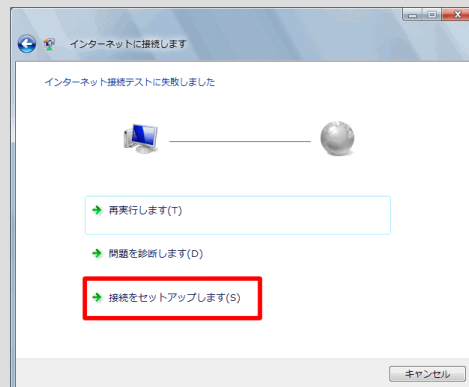 インターネットに接続します
インターネット接続テストに失敗しました
再実行します(T)
問題を診断します(D)
接続をセットアップします(S)
キャンセル